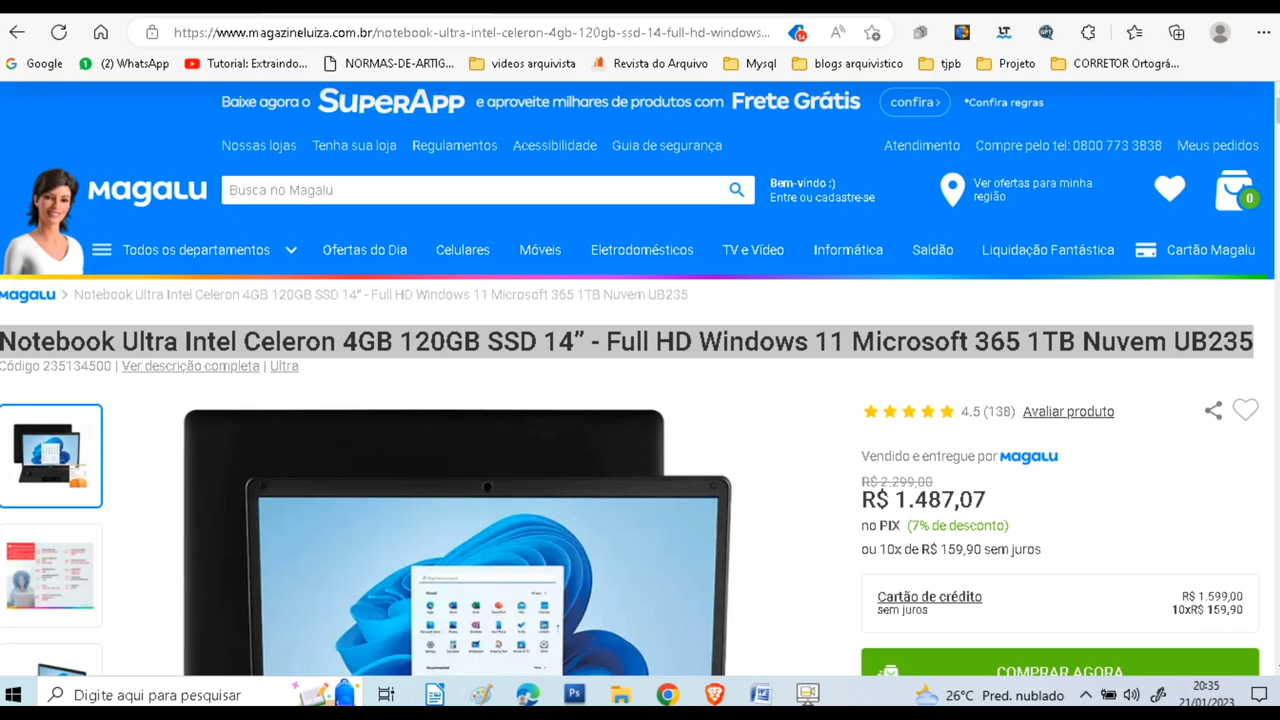 https://www.magazineluiza.com.br/notebook-ultra-intel-celeron-4gb-120gb-ssd-14-full-hd-windows...
14
Google (2) WhatsApp Tutorial: Extraindo... NORMAS-DE-ARTIG... videos arquivista Revista do Arquivo Mysql blogs arquivistico tjpb Projeto CORRETOR Ortográ...
Baixe agora o SuperApp e aproveite milhares de produtos com Frete Grátis confira > *Confira regras
Nossas lojas Tenha sua loja Regulamentos Acessibilidade Guia de segurança Atendimento Compre pelo tel: 0800 773 3838 Meus pedidos
Magalu Busca no Magalu
Bem-vindo :)
Entre ou cadastre-se
Ver ofertas para minha
região
0
Todos os departamentos Ofertas do Dia Celulares Móveis Eletrodomésticos TV e Vídeo Informática Saldão Liquidação Fantástica Cartão Magalu
Magalu > Notebook Ultra Intel Celeron 4GB 120GB SSD 14” - Full HD Windows 11 Microsoft 365 1TB Nuvem UB235
Notebook Ultra Intel Celeron 4GB 120GB SSD 14” - Full HD Windows 11 Microsoft 365 1TB Nuvem UB235
Código 235134500 | Ver descrição completa | Ultra
4.5 (138) Avaliar produto
Vendido e entregue por Magalu
R$ 2.299,00
R$ 1.487,07
no PIX (7% de desconto)
ou 10x de R$ 159,90 sem juros
Cartão de crédito R$ 1.599,00
sem juros 10xR$ 159,90
COMPRAR AGORA
Digite aqui para pesquisar 26°C Pred. nublado 20:35
21/01/2023